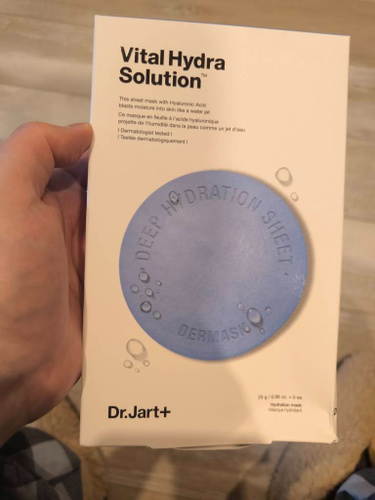 Vital Hydra
Solution™
This sheet mask with Hyaluronic Acid
blasts moisture into skin like a water jet
Ce masque en feuille à l'acide hyaluronique
projette de l'humidité dans la peau comme un jet d'eau
( Dermatologist tested )
( Testée dermatologiquement )
DEEP HYDRATION SHEET
DERMASK
Dr.Jart+
Hydration mask
Masque hydratant